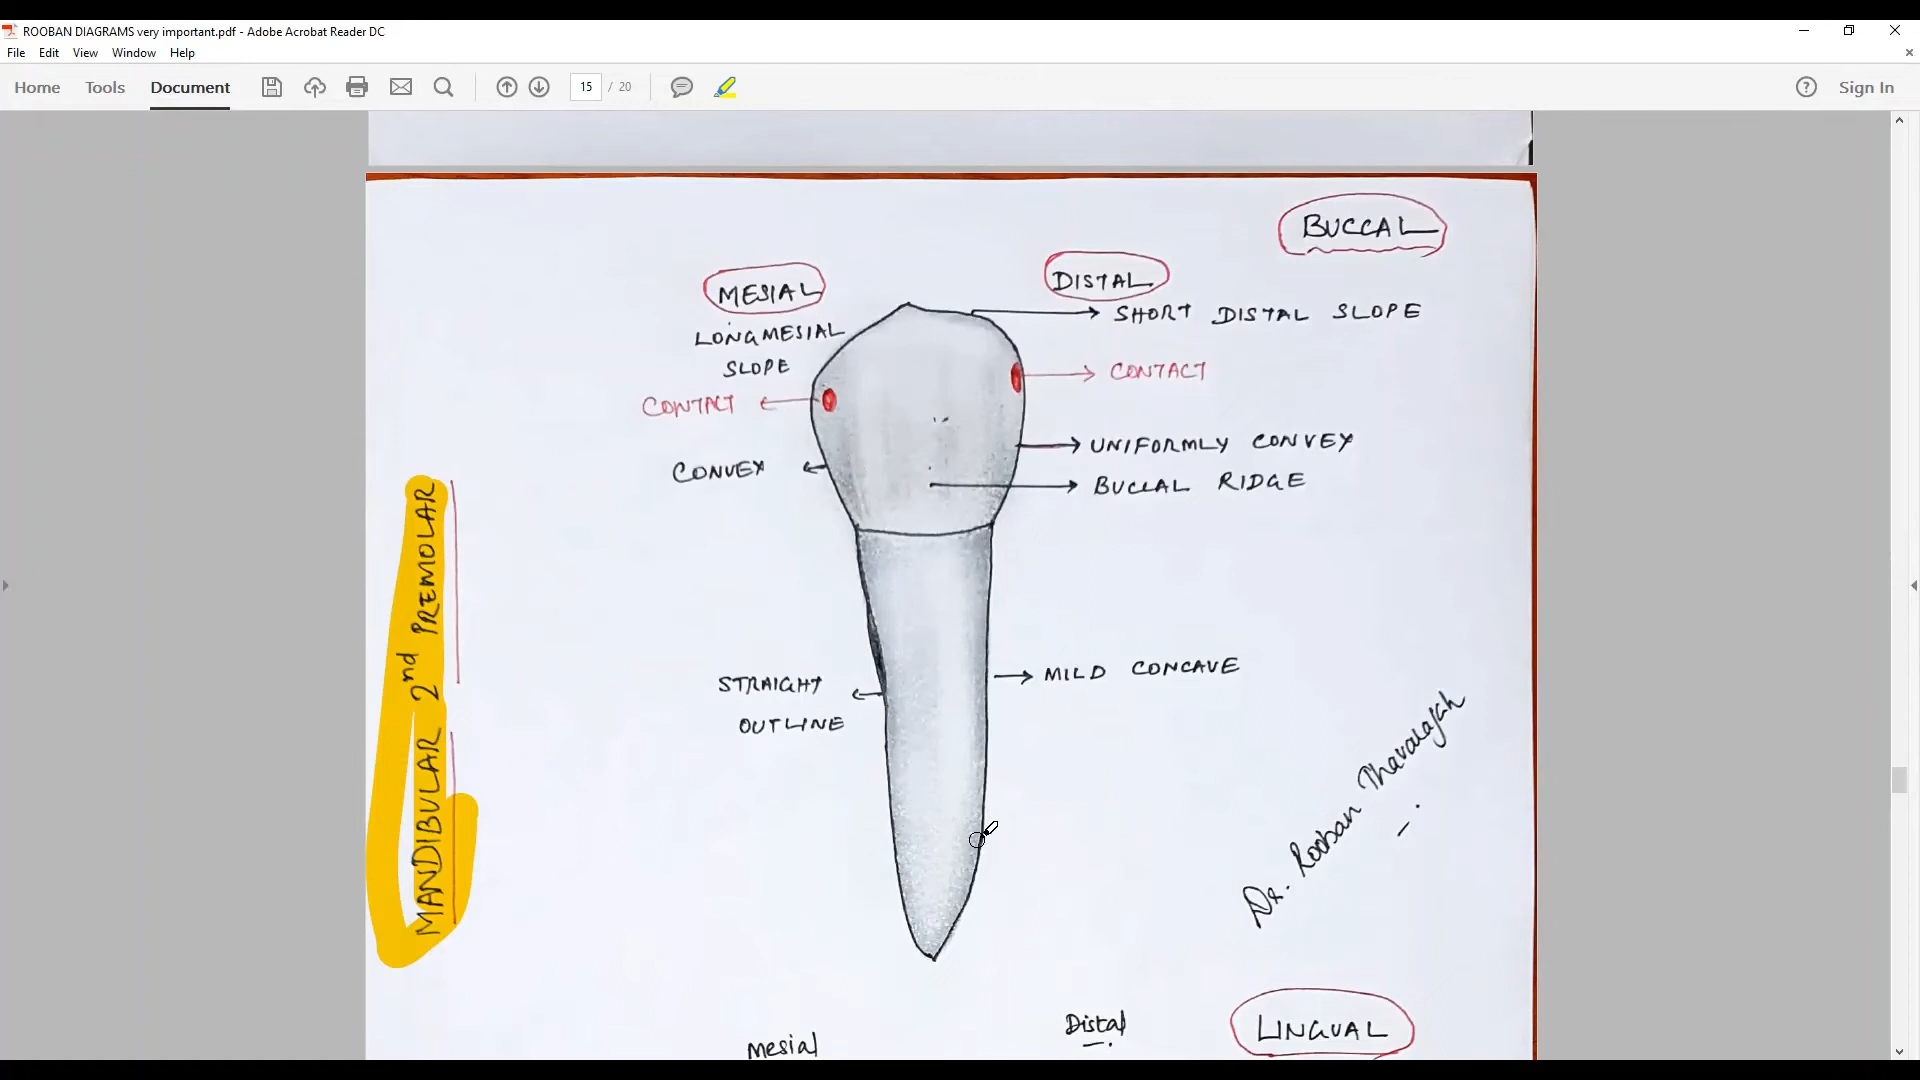 ROOBAN DIAGRAMS very important.pdf - Adobe Acrobat Reader DC
File Edit View Window Help
Home Tools Document 15 / 20 Sign In
BUCCAL
MESIAL
DISTAL
SHORT DISTAL SLOPE
LONGMESIAL
SLOPE
CONTACT
CONTACT
UNIFORMLY CONVEX
CONVEX
BUCCAL RIDGE
MANDIBULAR 2nd PREMOLAR
MILD CONCAVE
STRAIGHT
OUTLINE
Dr. Rooban Thavarajah
Distal
LINGUAL
Mesial